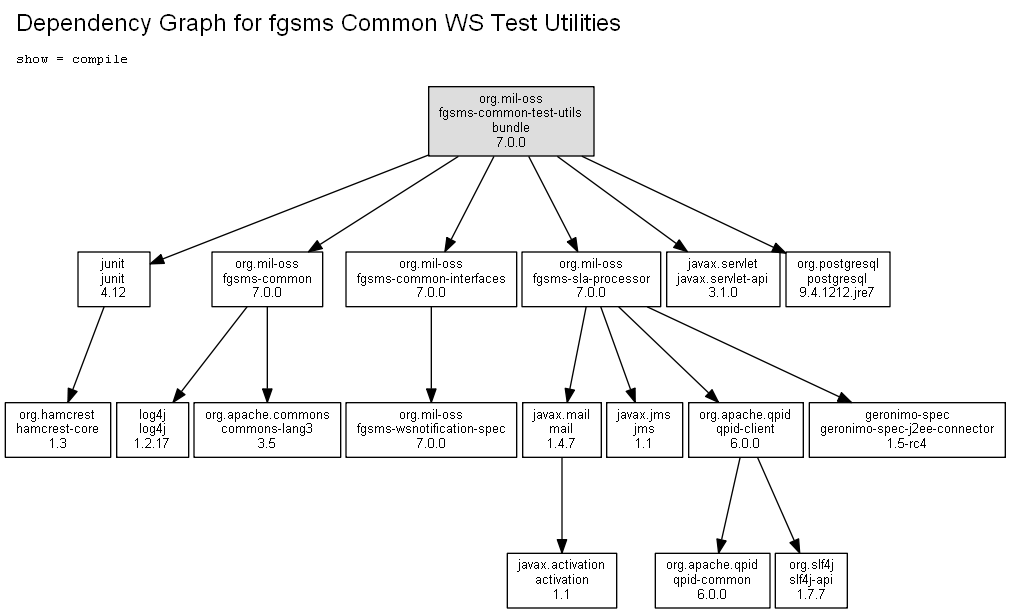 Dependency Graph for fgsms Common WS Test Utilities
show = compile
org.mil-oss
fgsms-common-test-utils
bundle
7.0.0
junit
junit
4.12
org.mil-oss
fgsms-common
7.0.0
org.mil-oss
fgsms-common-interfaces
7.0.0
org.mil-oss
fgsms-sla-processor
7.0.0
javax.servlet
javax.servlet-api
3.1.0
org.postgresql
postgresql
9.4.1212.jre7
org.hamcrest
hamcrest-core
1.3
log4j
log4j
1.2.17
org.apache.commons
commons-lang3
3.5
org.mil-oss
fgsms-wsnotification-spec
7.0.0
javax.mail
mail
1.4.7
javax.jms
jms
1.1
org.apache.qpid
qpid-client
6.0.0
geronimo-spec
geronimo-spec-j2ee-connector
1.5-rc4
javax.activation
activation
1.1
org.apache.qpid
qpid-common
6.0.0
org.slf4j
slf4j-api
1.7.7